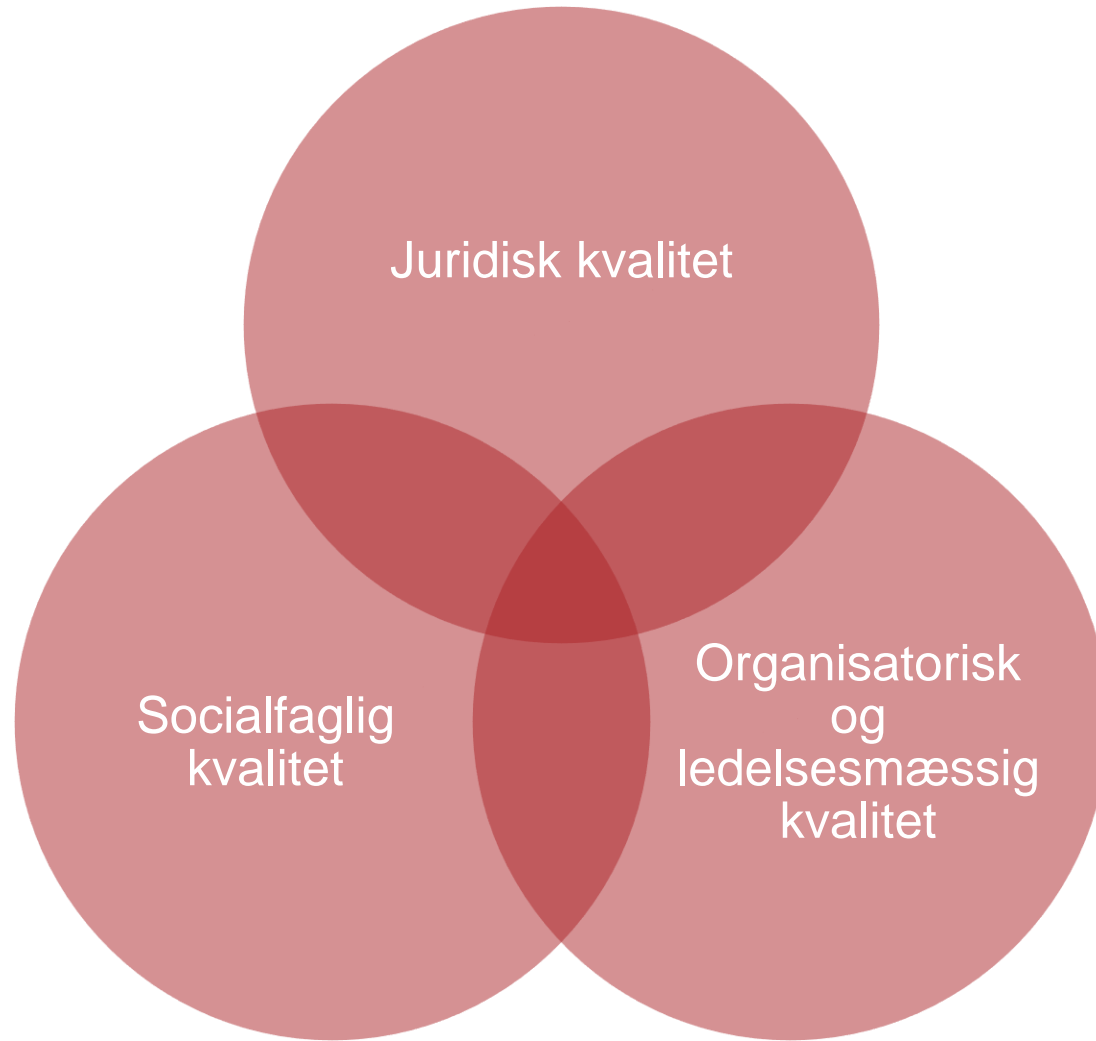 Juridisk kvalitet
Socialfaglig
kvalitet
Organisatorisk
og
ledelsesmæssig
kvalitet